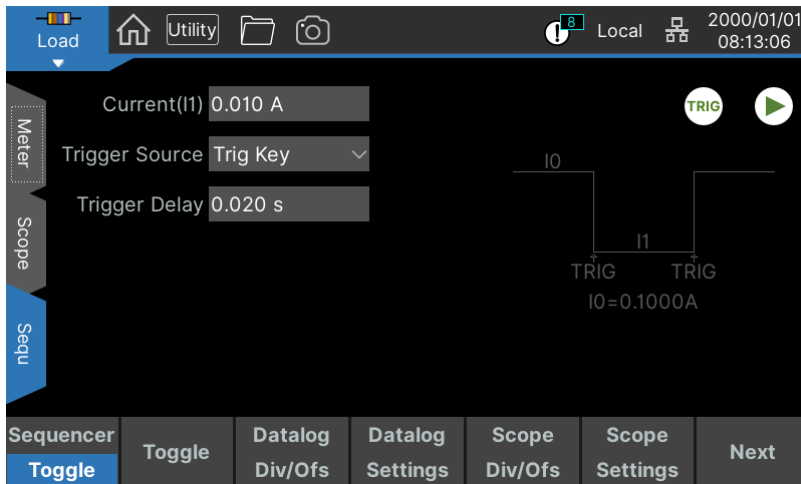 Load
Utility
8
Local
2000/01/01
08:13:06
Meter
Scope
Sequ
Current(I1) 0.010 A
Trigger Source Trig Key
Trigger Delay 0.020 s
TRIG
I0
I1
TRIG TRIG
I0=0.1000A
Sequencer
Toggle
Toggle
Datalog
Div/Ofs
Datalog
Settings
Scope
Div/Ofs
Scope
Settings
Next